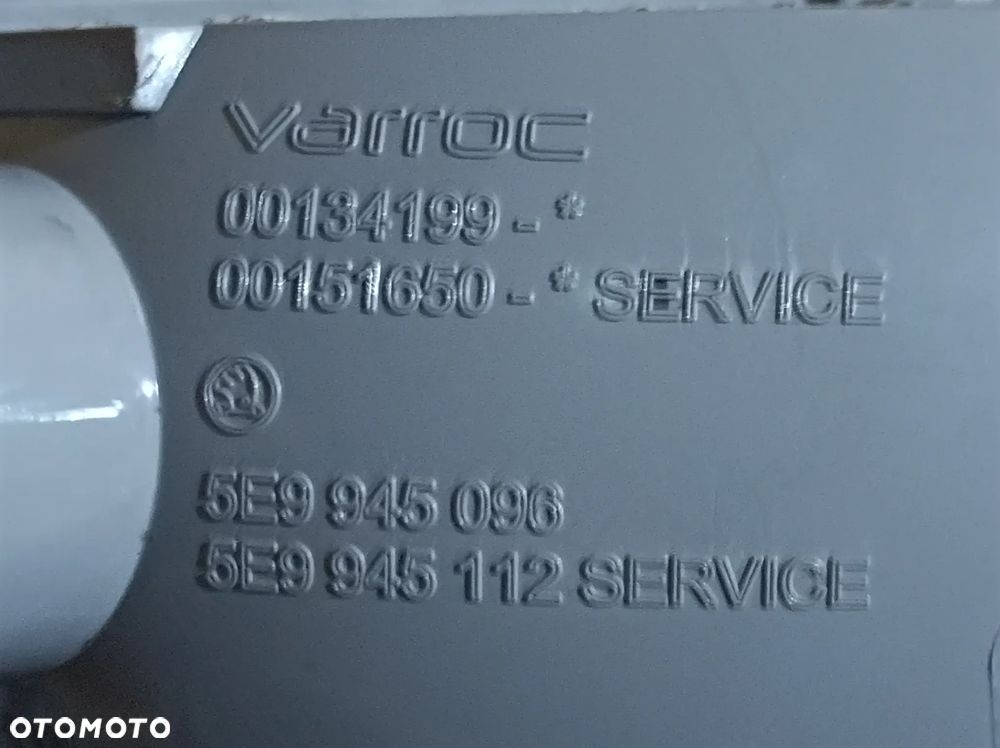 varroc
00134199 - *
00151650 - * SERVICE
5E9 945 096
5E9 945 112 SERVICE
OTOMOTO